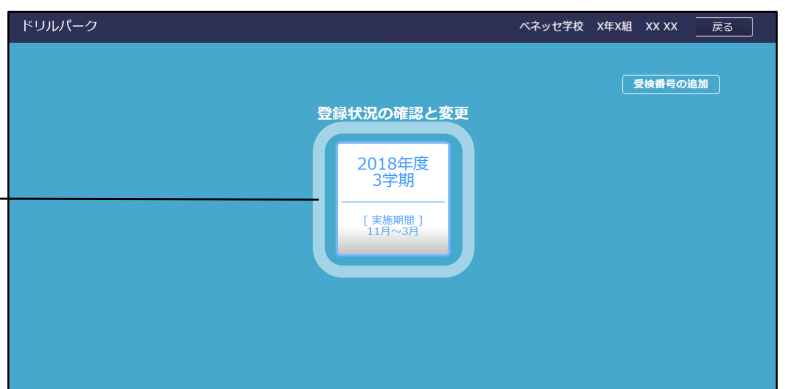 ドリルパーク
ベネッセ学校 X年X組 XX XX 戻る
受検番号の追加
登録状況の確認と変更
2018年度
3学期
[ 実施期間 ]
11月～3月